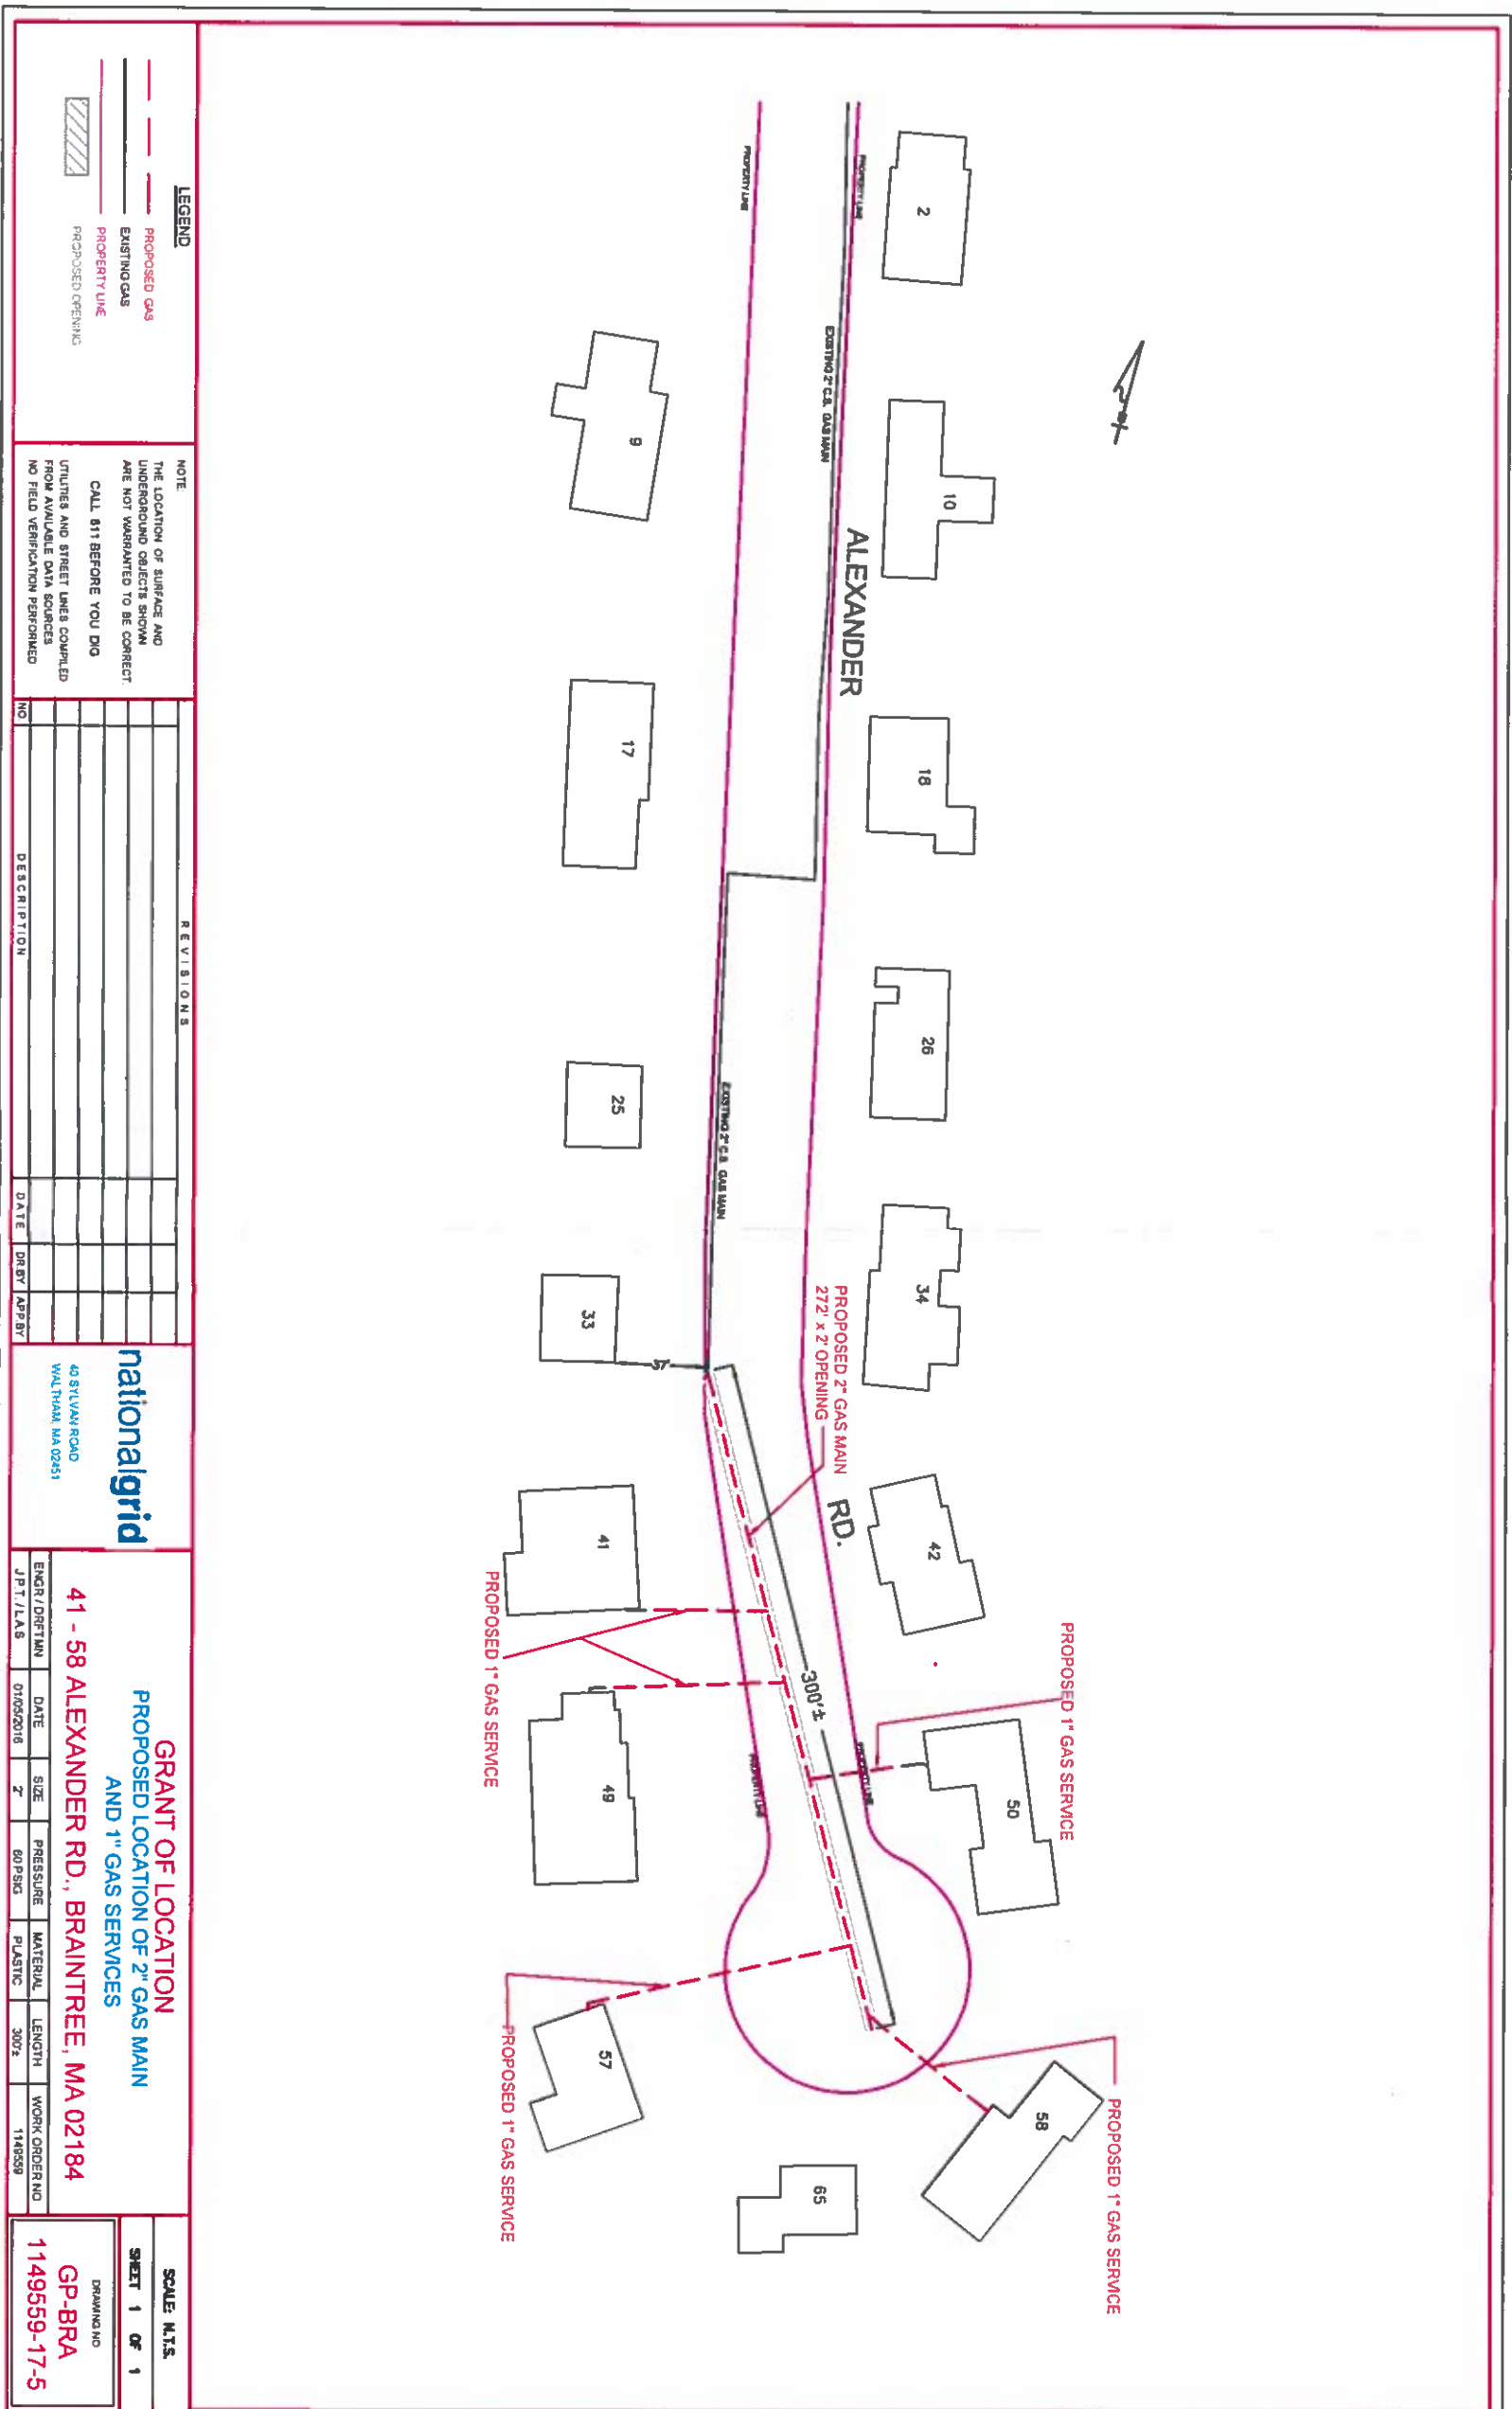 PROPERTY LINE
PROPERTY LINE
EXISTING 2" C.S. GAS MAIN
ALEXANDER
RD.
EXISTING 2" C.S. GAS MAIN
2
10
18
26
34
42
50
58
9
17
25
33
41
49
57
65
37'
PROPOSED 2" GAS MAIN
272' x 2' OPENING
300'±
PROPOSED 1" GAS SERVICE
PROPOSED 1" GAS SERVICE
PROPOSED 1" GAS SERVICE
PROPOSED 1" GAS SERVICE
PROPERTY LINE
PROPERTY LINE
LEGEND
PROPOSED GAS
EXISTING GAS
PROPERTY LINE
PROPOSED OPENING
NOTE
THE LOCATION OF SURFACE AND
UNDERGROUND OBJECTS SHOWN
ARE NOT WARRANTED TO BE CORRECT.
CALL 811 BEFORE YOU DIG
UTILITIES AND STREET LINES COMPILED
FROM AVAILABLE DATA SOURCES
NO FIELD VERIFICATION PERFORMED
REVISIONS
NO DESCRIPTION DATE DR.BY APP.BY
nationalgrid
40 SYLVAN ROAD
WALTHAM, MA 02451
GRANT OF LOCATION
PROPOSED LOCATION OF 2" GAS MAIN
AND 1" GAS SERVICES
41 - 58 ALEXANDER RD., BRAINTREE, MA 02184
ENGR / DRFTMN DATE SIZE PRESSURE MATERIAL LENGTH WORK ORDER NO
J.P.T. / L.A.S 01/05/2016 2" 60 PSIG PLASTIC 300'± 1149559
SCALE: N.T.S.
SHEET 1 OF 1
DRAWING NO
GP-BRA
1149559-17-5